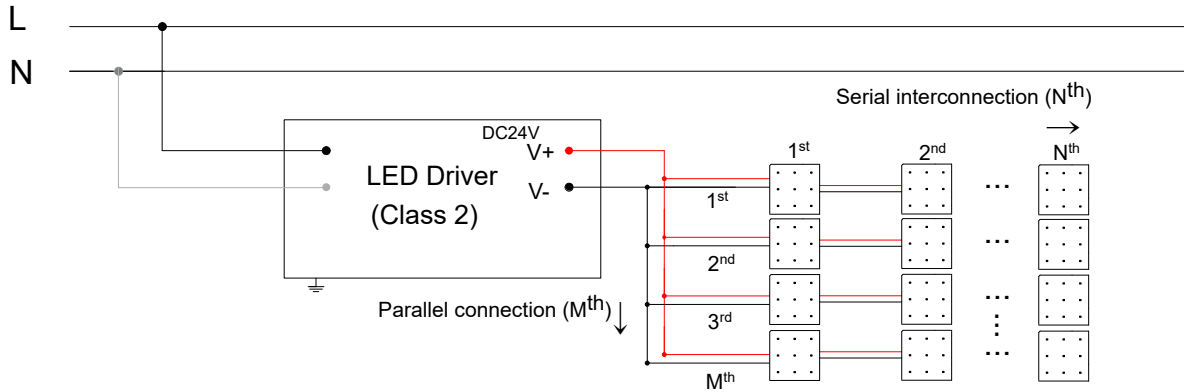 L
N
Serial interconnection (Nth)
DC24V
V+
LED Driver
V-
(Class 2)
1st
2nd
Nth
...
1st
...
2nd
...
3rd
...
Mth
Parallel connection (Mth)